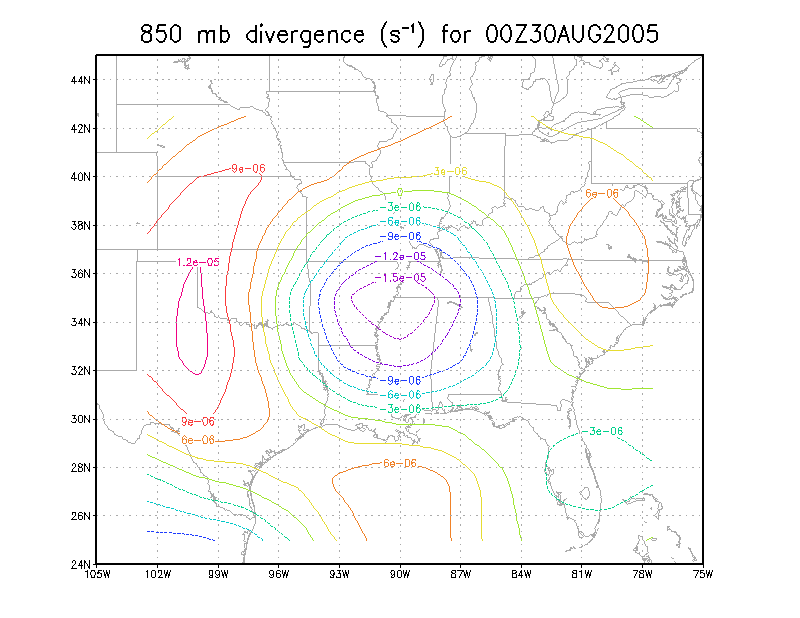 850 mb divergence (s⁻¹) for 00Z30AUG2005
44N
42N
40N
38N
36N
34N
32N
30N
28N
26N
24N
105W 102W 99W 96W 93W 90W 87W 84W 81W 78W 75W
9e-06
3e-06
0
6e-06
-3e-06
-6e-06
-9e-06
-1.2e-05
1.2e-05
-1.5e-05
-9e-06
-6e-06
-3e-06
9e-06
-3e-06
6e-06
6e-06